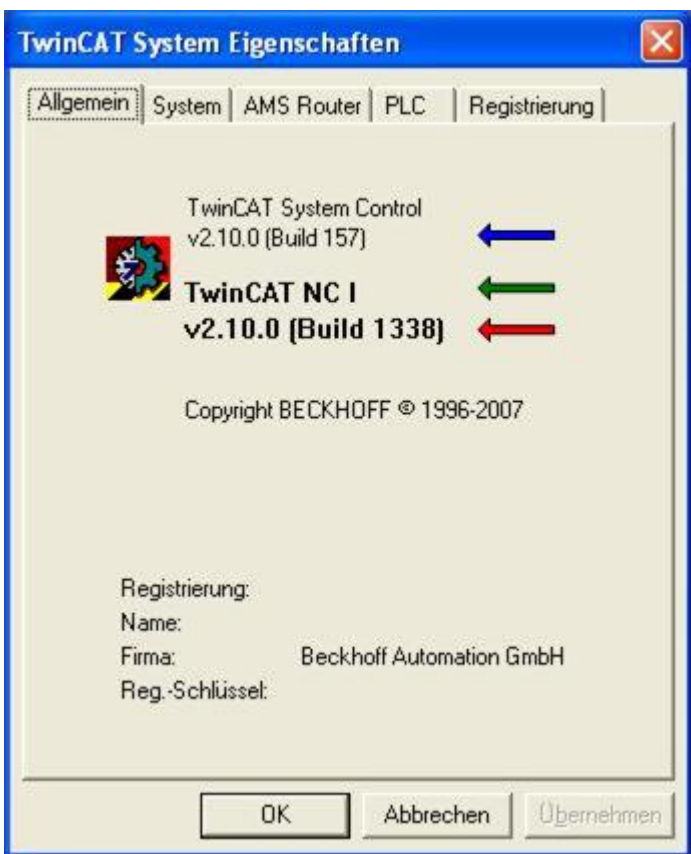 TwinCAT System Eigenschaften
Allgemein System AMS Router PLC Registrierung
TwinCAT System Control
v2.10.0 (Build 157)
TwinCAT NC I
v2.10.0 (Build 1338)
Copyright BECKHOFF © 1996-2007
Registrierung:
Name:
Firma: Beckhoff Automation GmbH
Reg.-Schlüssel:
OK Abbrechen Übernehmen